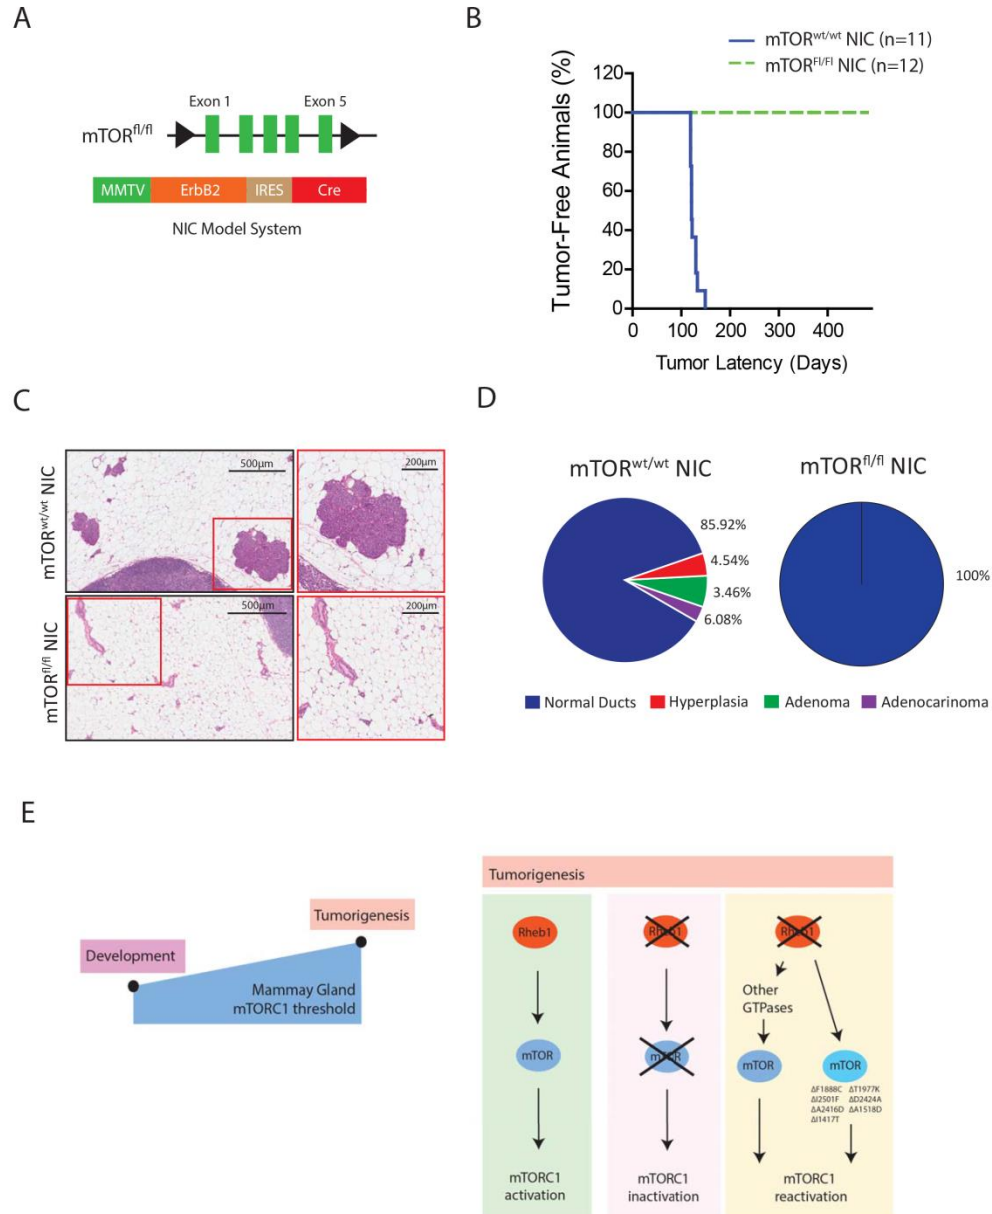 A
Exon 1 Exon 5
mTORfl/fl
MMTV ErbB2 IRES Cre
NIC Model System
B
mTORwt/wt NIC (n=11)
mTORFl/Fl NIC (n=12)
Tumor-Free Animals (%)
120
100
80
60
40
20
0
0 100 200 300 400
Tumor Latency (Days)
C
mTORwt/wt NIC
500μm
200μm
mTORfl/fl NIC
500μm
200μm
D
mTORwt/wt NIC
85.92%
4.54%
3.46%
6.08%
mTORfl/fl NIC
100%
Normal Ducts Hyperplasia Adenoma Adenocarinoma
E
Development
Tumorigenesis
Mammay Gland
mTORC1 threshold
Tumorigenesis
Rheb1
mTOR
mTORC1
activation
Rheb1
mTOR
mTORC1
inactivation
Rheb1
Other
GTPases
mTOR
mTOR
ΔF1888C ΔT1977K
ΔI2501F ΔD2424A
ΔA2416D ΔA1518D
ΔI1417T
mTORC1
reactivation